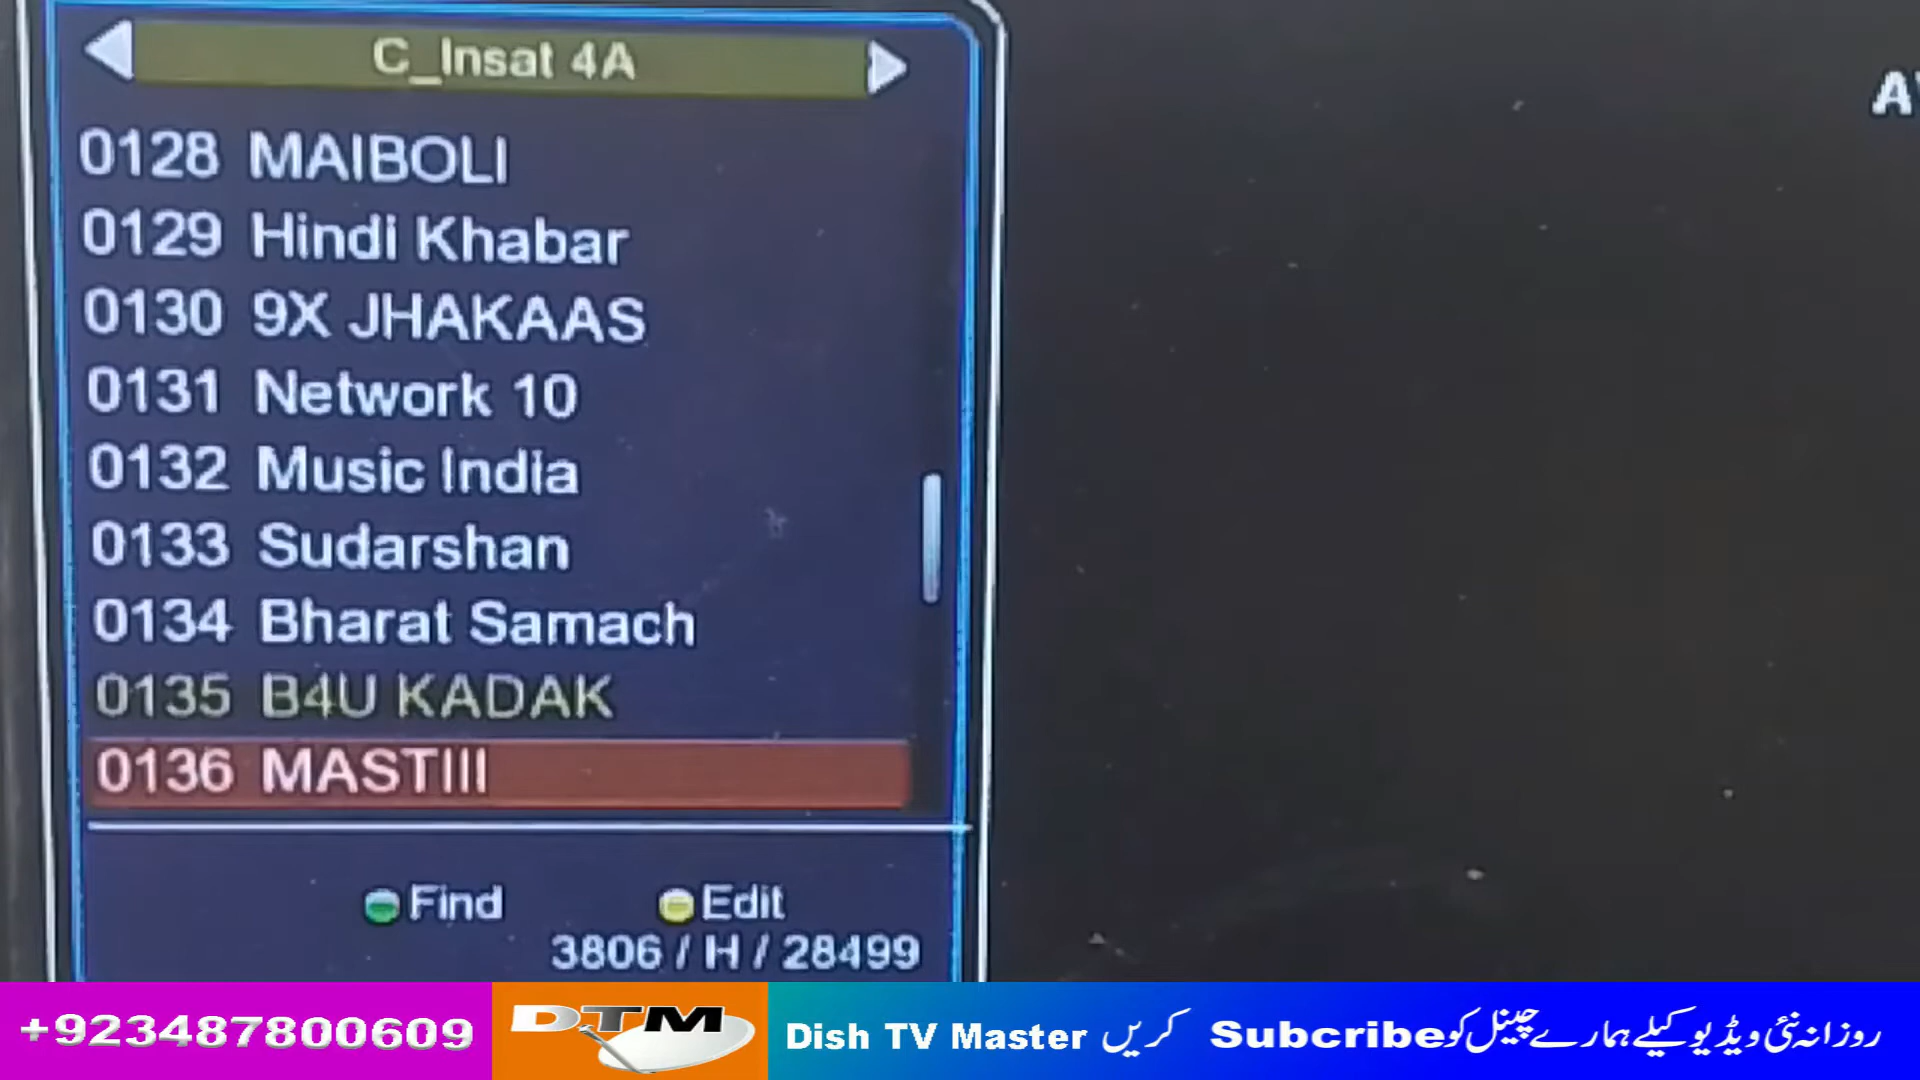 C_Insat 4A
0128 MAIBOLI
0129 Hindi Khabar
0130 9X JHAKAAS
0131 Network 10
0132 Music India
0133 Sudarshan
0134 Bharat Samach
0135 B4U KADAK
0136 MASTIII
Find Edit
3806 / H / 28499
+923487800609
DTM
روزانہ نئی ویڈیو کیلے ہمارے چینل کو Subcribe کریں Dish TV Master